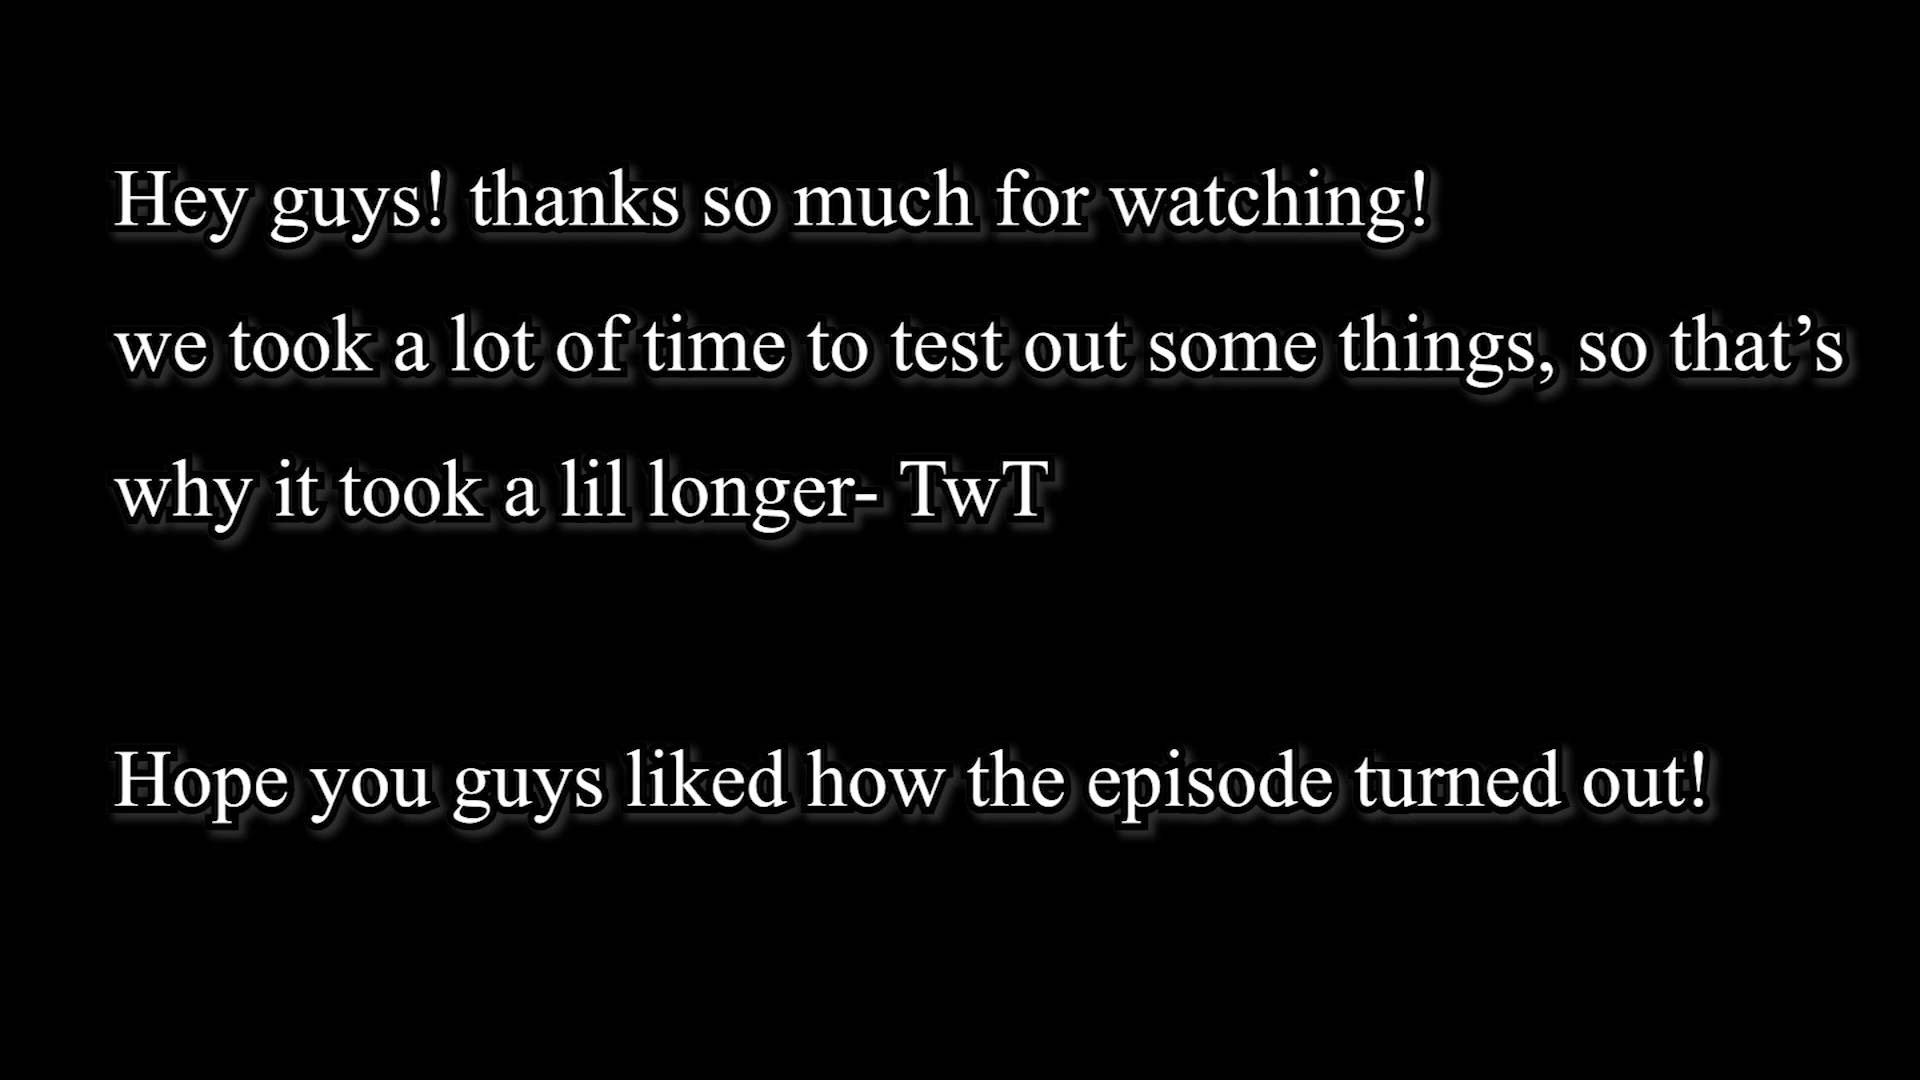 Hey guys! thanks so much for watching!
we took a lot of time to test out some things, so that’s
why it took a lil longer- TwT
Hope you guys liked how the episode turned out!